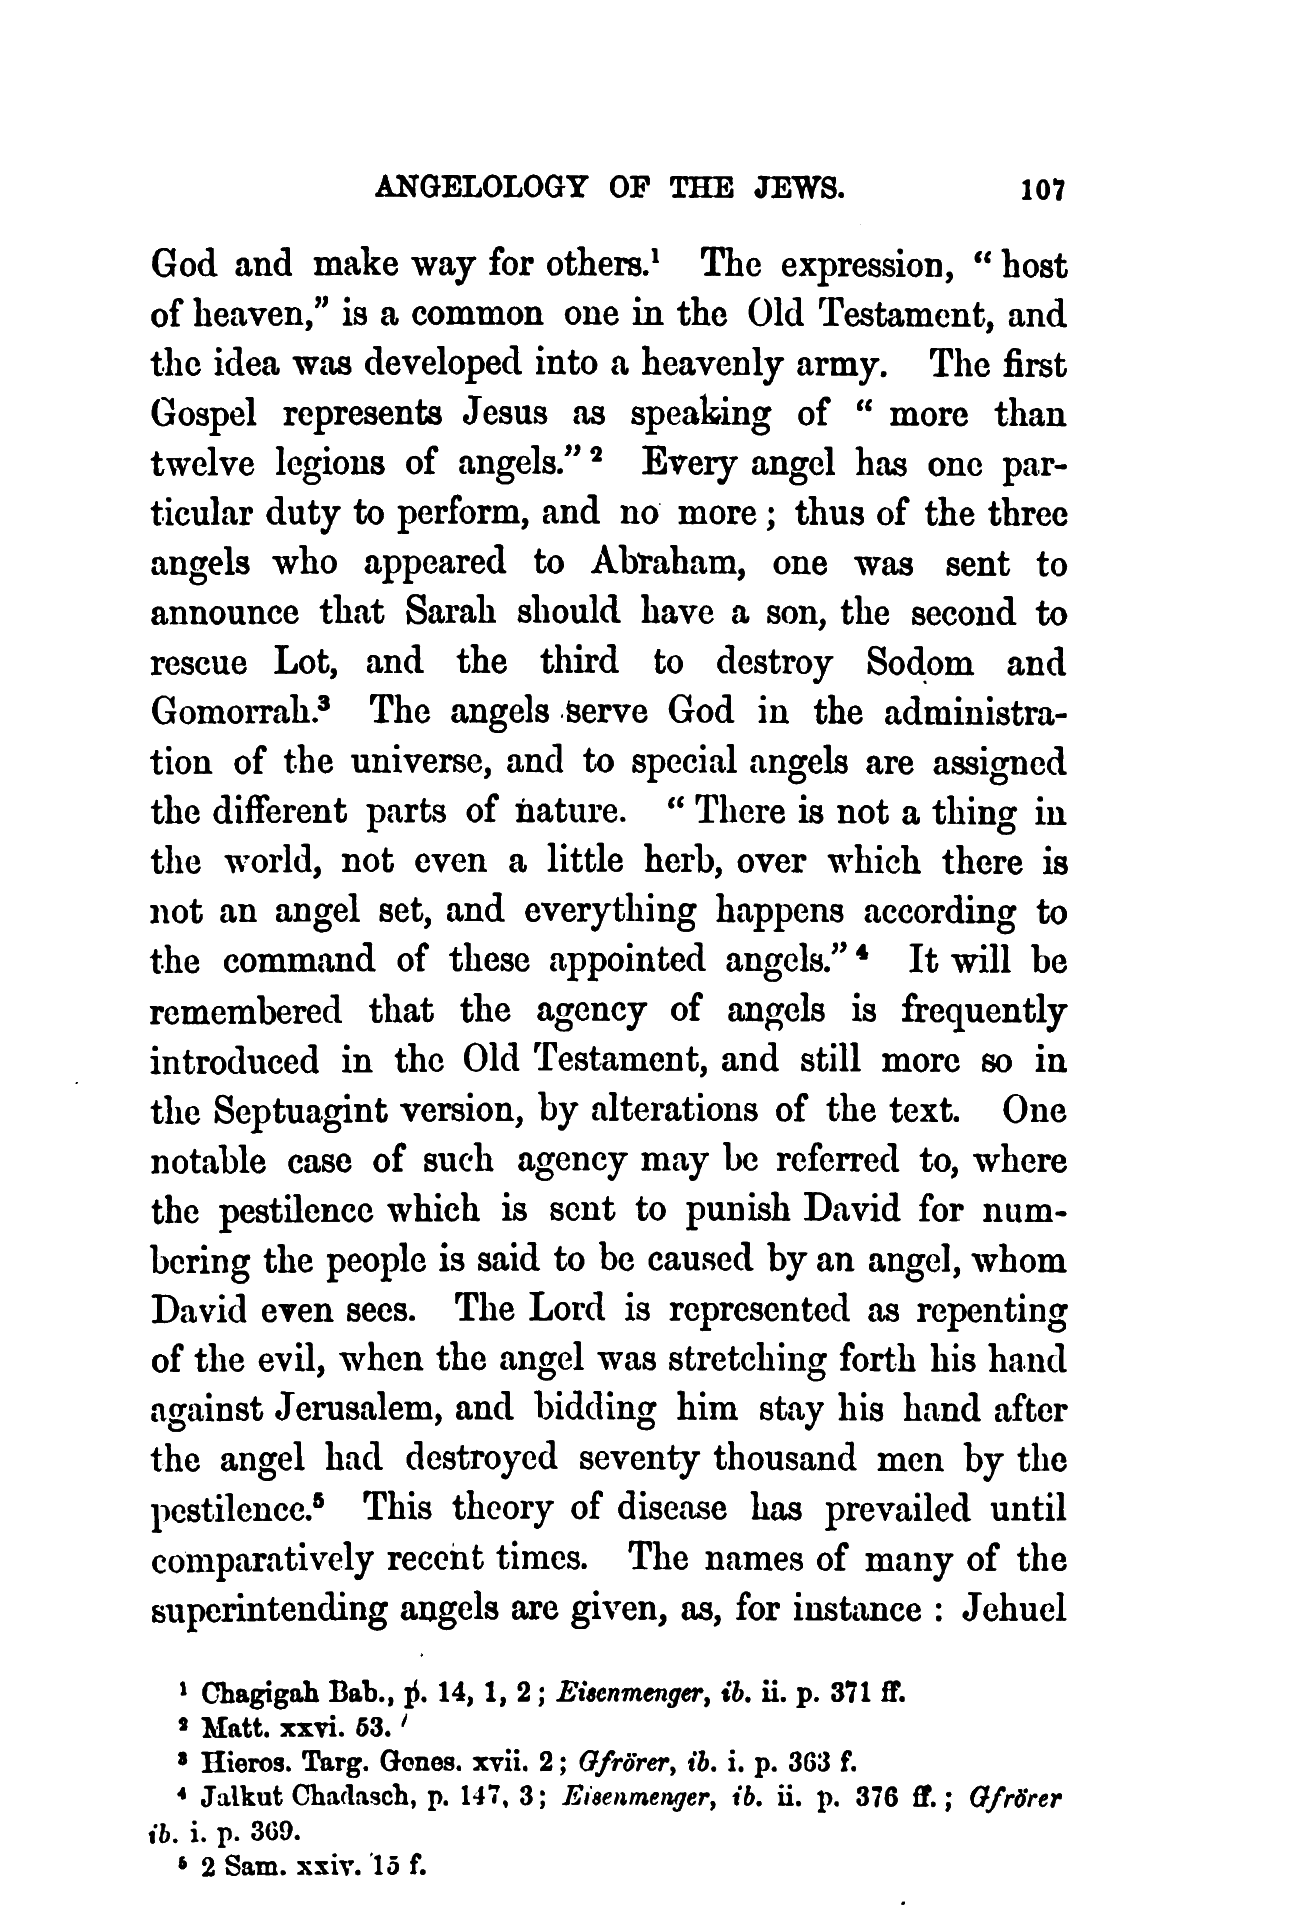 ANGELOLOGY OF THE JEWS. 107
God and make way for others.¹ The expression, “ host
of heaven,” is a common one in the Old Testament, and
the idea was developed into a heavenly army. The first
Gospel represents Jesus as speaking of “ more than
twelve legions of angels.” ² Every angel has one par-
ticular duty to perform, and no more ; thus of the three
angels who appeared to Abraham, one was sent to
announce that Sarah should have a son, the second to
rescue Lot, and the third to destroy Sodom and
Gomorrah.³ The angels serve God in the administra-
tion of the universe, and to special angels are assigned
the different parts of nature. “ There is not a thing in
the world, not even a little herb, over which there is
not an angel set, and everything happens according to
the command of these appointed angels.” ⁴ It will be
remembered that the agency of angels is frequently
introduced in the Old Testament, and still more so in
the Septuagint version, by alterations of the text. One
notable case of such agency may be referred to, where
the pestilence which is sent to punish David for num-
bering the people is said to be caused by an angel, whom
David even sees. The Lord is represented as repenting
of the evil, when the angel was stretching forth his hand
against Jerusalem, and bidding him stay his hand after
the angel had destroyed seventy thousand men by the
pestilence.⁵ This theory of disease has prevailed until
comparatively recent times. The names of many of the
superintending angels are given, as, for instance : Jehuel
¹ Chagigah Bab., p. 14, 1, 2 ; Eisenmenger, ib. ii. p. 371 ff.
² Matt. xxvi. 53.
³ Hieros. Targ. Genes. xvii. 2 ; Gfrörer, ib. i. p. 363 f.
⁴ Jalkut Chadasch, p. 147, 3 ; Eisenmenger, ib. ii. p. 376 ff. ; Gfrörer
ib. i. p. 369.
⁵ 2 Sam. xxiv. 15 f.